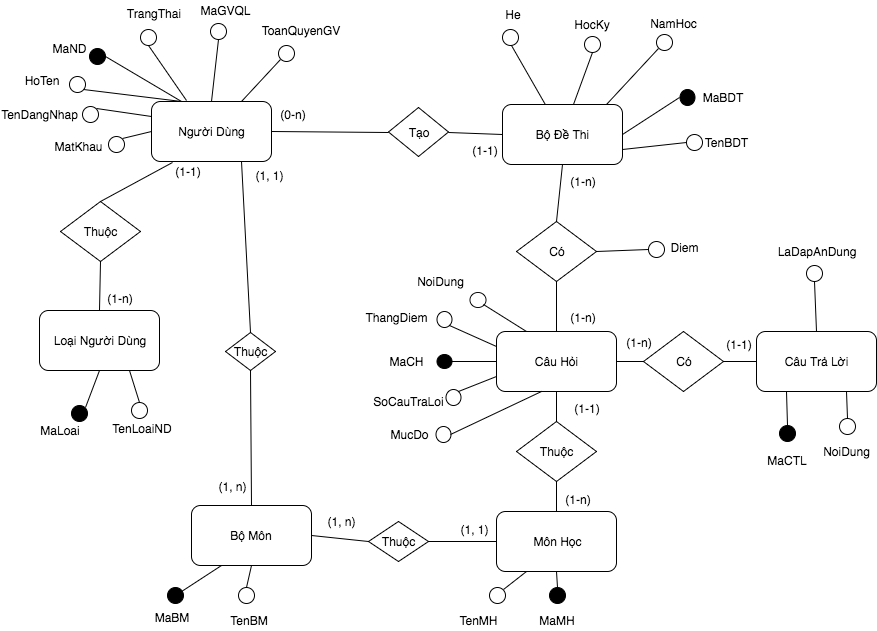 MaGVQL
TrangThai
He
ToanQuyenGV
HocKy
NamHoc
MaND
HoTen
MaBDT
TenDangNhap
(0-n)
Người Dùng
Tạo
Bộ Đề Thi
MatKhau
TenBDT
(1-1)
(1-1)
(1, 1)
(1-n)
Thuộc
Có
Diem
LaDapAnDung
NoiDung
(1-n)
ThangDiem
(1-n)
Loại Người Dùng
(1-n)
(1-1)
Thuộc
MaCH
Câu Hỏi
Có
Câu Trả Lời
SoCauTraLoi
(1-1)
MaLoai
TenLoaiND
MucDo
Thuộc
NoiDung
MaCTL
(1, n)
(1-n)
(1, n)
(1, 1)
Bộ Môn
Thuộc
Môn Học
MaBM
TenBM
TenMH
MaMH